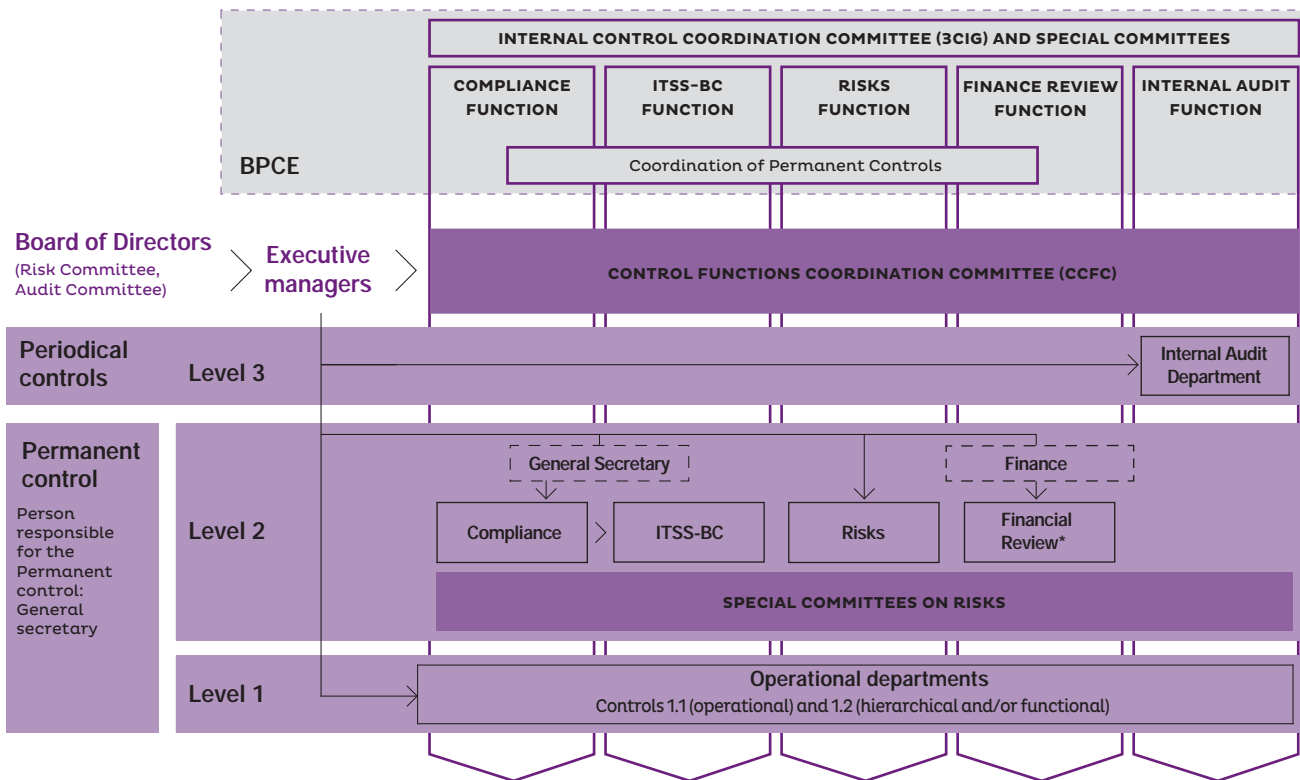 INTERNAL CONTROL COORDINATION COMMITTEE (3CIG) AND SPECIAL COMMITTEES
COMPLIANCE
FUNCTION
ITSS-BC
FUNCTION
RISKS
FUNCTION
FINANCE REVIEW
FUNCTION
INTERNAL AUDIT
FUNCTION
BPCE
Coordination of Permanent Controls
Board of Directors
(Risk Committee,
Audit Committee)
Executive
managers
CONTROL FUNCTIONS COORDINATION COMMITTEE (CCFC)
Periodical
controls
Level 3
Internal Audit
Department
Permanent
control
Person
responsible
for the
Permanent
control:
General
secretary
Level 2
General Secretary
Finance
Compliance
ITSS-BC
Risks
Financial
Review*
SPECIAL COMMITTEES ON RISKS
Level 1
Operational departments
Controls 1.1 (operational) and 1.2 (hierarchical and/or functional)